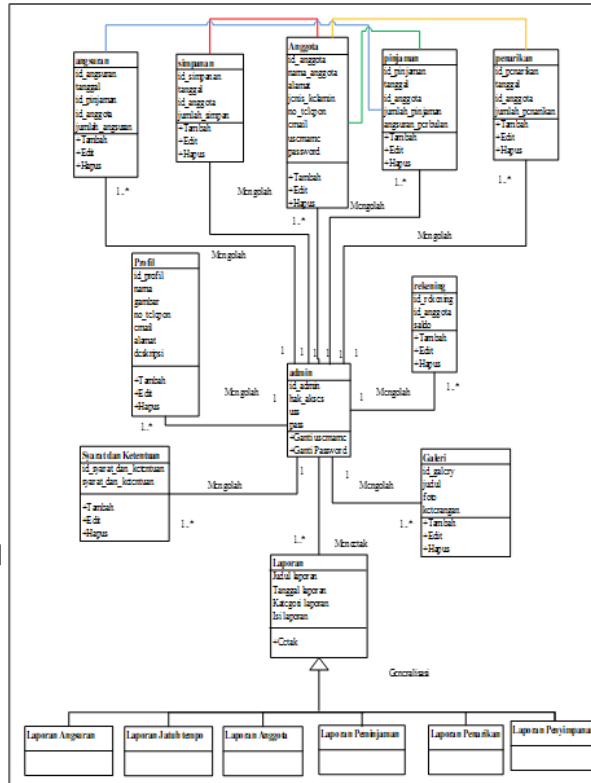 angsuran
id_angsuran
tanggal
id_pinjaman
id_anggota
jumlah_angsuran
+Tambah
+Edit
+Hapus
simpanan
id_simpanan
tanggal
id_anggota
jumlah_simpan
+Tambah
+Edit
+Hapus
Anggota
id_anggota
nama_anggota
alamat
jenis_kelamin
no_telepon
email
username
password
+Tambah
+Edit
+Hapus
pinjaman
id_pinjaman
tanggal
id_anggota
jumlah_pinjaman
angsuran_perbulan
+Tambah
+Edit
+Hapus
penarikan
id_penarikan
tanggal
id_anggota
jumlah_penarikan
+Tambah
+Edit
+Hapus
1..*
1..*
1..*
1..*
1..*
Mengolah
Mengolah
Mengolah
Mengolah
Profil
id_profil
nama
gambar
no_telepon
email
alamat
deskripsi
+Tambah
+Edit
+Hapus
rekening
id_rekening
id_anggota
saldo
+Tambah
+Edit
+Hapus
1
1
1
1
1
admin
id_admin
hak_akses
uss
pass
+Ganti username
+Ganti Password
Mengolah
1
1..*
1
Mengolah
1..*
Syarat dan Ketentuan
id_syarat_dan_ketentuan
syarat_dan_ketentuan
+Tambah
+Edit
+Hapus
Mengolah
1
1..*
Galeri
id_galery
judul
foto
keterangan
+Tambah
+Edit
+Hapus
1
Mengolah
1..*
1
1..*
Mencetak
Laporan
Judul laporan
Tanggal laporan
Kategori laporan
Isi laporan
+Cetak
Generalisasi
Laporan Angsuran
Laporan Jatuh tempo
Laporan Anggota
Laporan Peminjaman
Laporan Penarikan
Laporan Penyimpanan